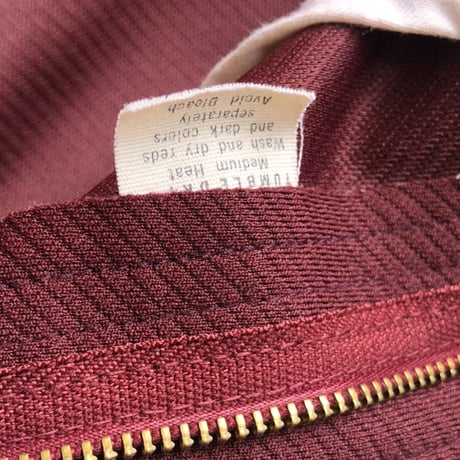 TUMBLE DRY
Medium Heat
Wash and dry reds
and dark colors
separately
Avoid Bleach